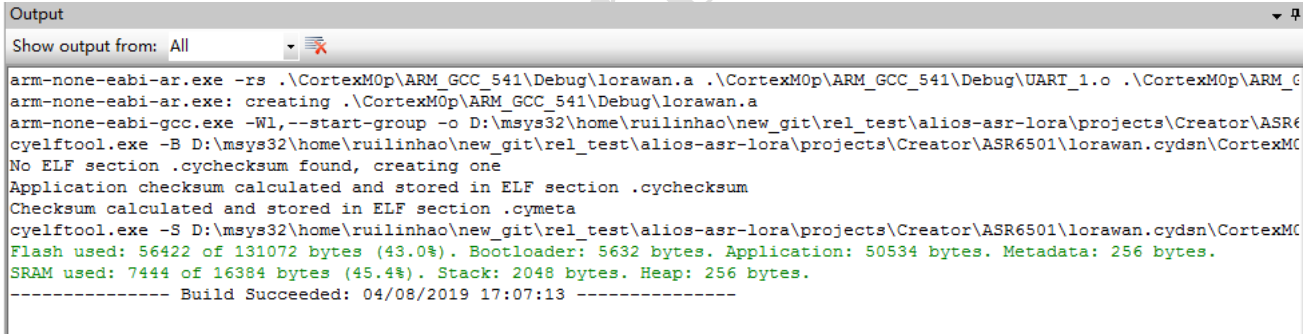 Output
Show output from: All
arm-none-eabi-ar.exe -rs .\CortexM0p\ARM_GCC_541\Debug\lorawan.a .\CortexM0p\ARM_GCC_541\Debug\UART_1.o .\CortexM0p\ARM_G
arm-none-eabi-ar.exe: creating .\CortexM0p\ARM_GCC_541\Debug\lorawan.a
arm-none-eabi-gcc.exe -Wl,--start-group -o D:\msys32\home\ruilinhao\new_git\rel_test\alios-asr-lora\projects\Creator\ASR6
cyelftool.exe -B D:\msys32\home\ruilinhao\new_git\rel_test\alios-asr-lora\projects\Creator\ASR6501\lorawan.cydsn\CortexM0
No ELF section .cychecksum found, creating one
Application checksum calculated and stored in ELF section .cychecksum
Checksum calculated and stored in ELF section .cymeta
cyelftool.exe -S D:\msys32\home\ruilinhao\new_git\rel_test\alios-asr-lora\projects\Creator\ASR6501\lorawan.cydsn\CortexM0
Flash used: 56422 of 131072 bytes (43.0%). Bootloader: 5632 bytes. Application: 50534 bytes. Metadata: 256 bytes.
SRAM used: 7444 of 16384 bytes (45.4%). Stack: 2048 bytes. Heap: 256 bytes.
--------------- Build Succeeded: 04/08/2019 17:07:13 ---------------